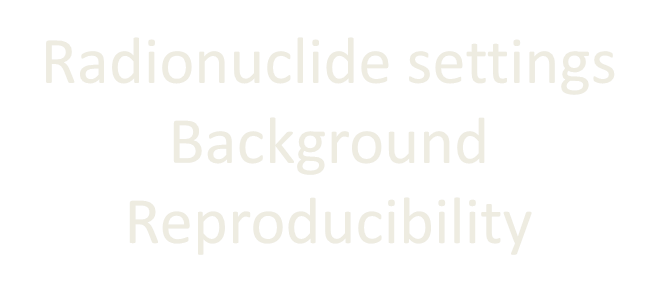 Radionuclide settings
Background
Reproducibility